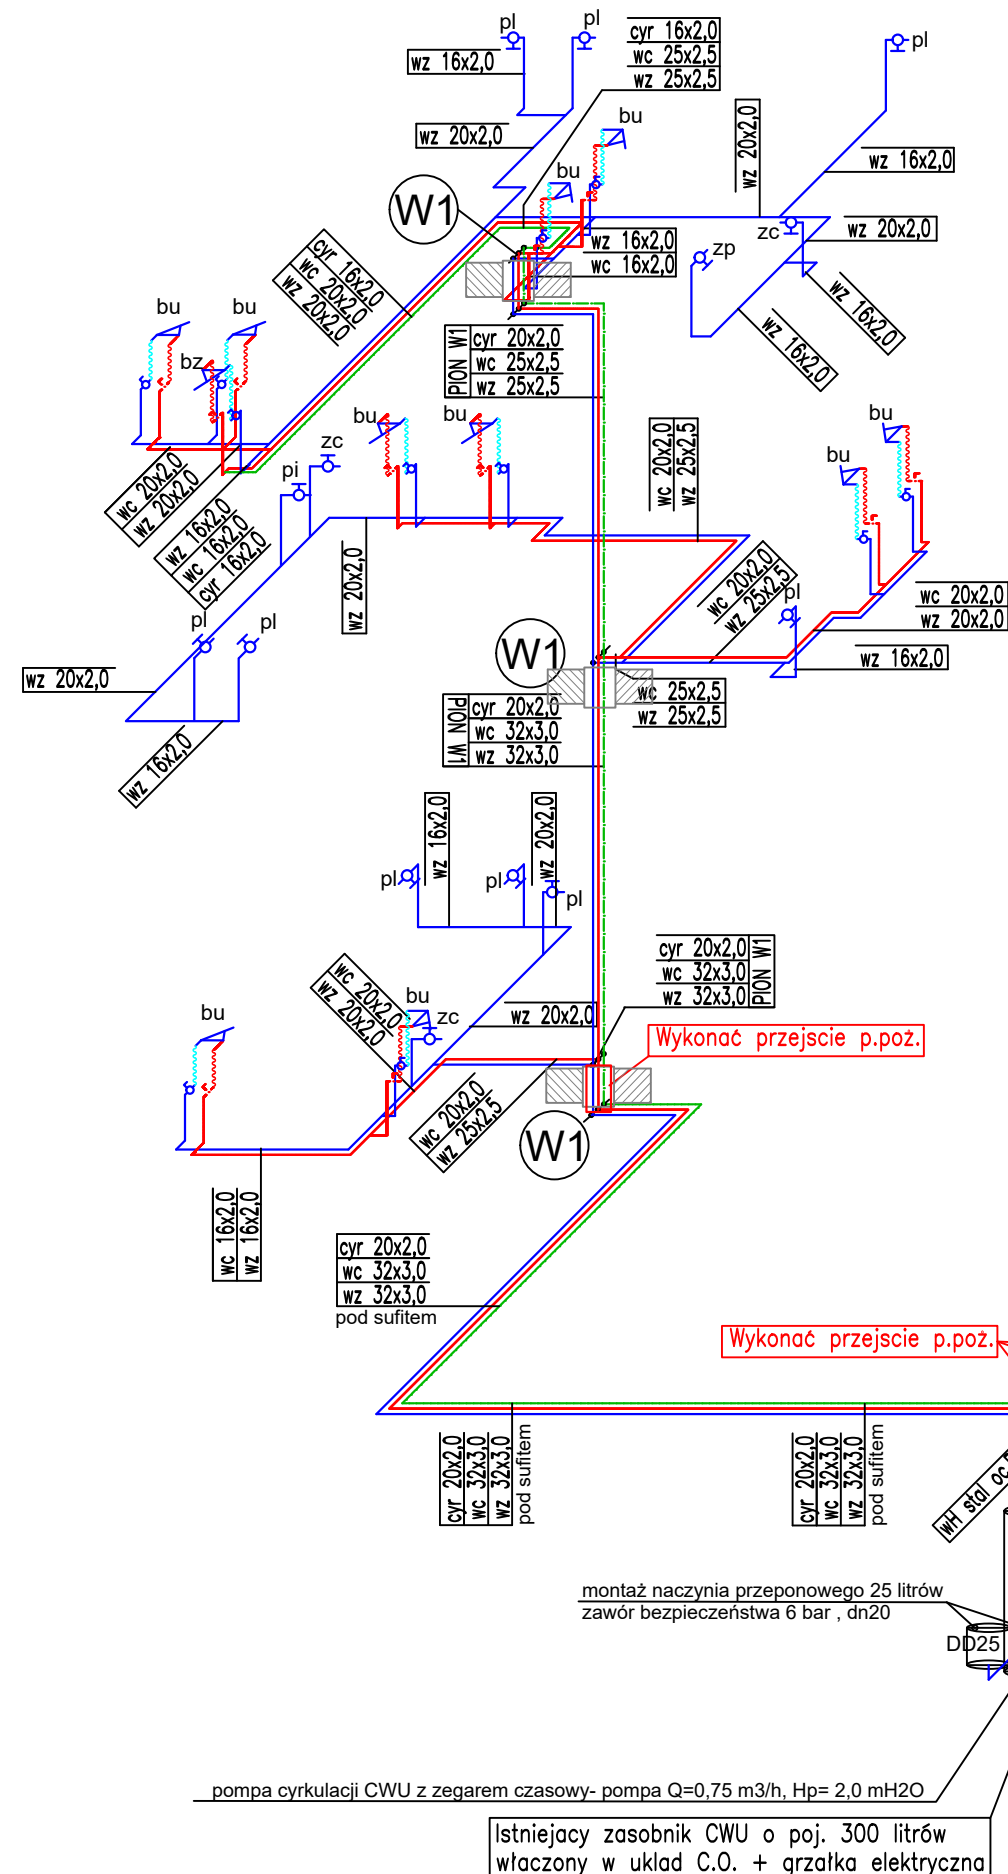 pl
pl
wz 16x2,0
cyr 16x2,0
wc 25x2,5
wz 25x2,5
pl
wz 20x2,0
bu
wz 20x2,0
wz 16x2,0
bu
W1
wz 16x2,0
wc 16x2,0
zc
wz 20x2,0
zp
wz 16x2,0
wz 16x2,0
cyr 16x2,0
wc 20x2,0
wz 20x2,0
bu
bu
bz
PION W1
cyr 20x2,0
wc 25x2,5
wz 25x2,5
bu
bu
wc 20x2,0
wz 25x2,5
bu
bu
zc
pi
wc 20x2,0
wz 20x2,0
wz 16x2,0
wc 16x2,0
cyr 16x2,0
wz 20x2,0
wc 20x2,0
wz 25x2,5
pl
wc 20x2,0
wz 20x2,0
wz 16x2,0
pl
pl
wz 20x2,0
wz 16x2,0
W1
wc 25x2,5
wz 25x2,5
PION W1
cyr 20x2,0
wc 32x3,0
wz 32x3,0
wz 16x2,0
wz 20x2,0
pl
pl
pl
cyr 20x2,0
wc 32x3,0
wz 32x3,0
PION W1
wc 20x2,0
wz 20x2,0
bu
zc
wz 20x2,0
bu
Wykonać przejscie p.poż.
wc 20x2,0
wz 25x2,5
W1
wc 16x2,0
wz 16x2,0
cyr 20x2,0
wc 32x3,0
wz 32x3,0
pod sufitem
Wykonać przejscie p.poż.
cyr 20x2,0
wc 32x3,0
wz 32x3,0
pod sufitem
cyr 20x2,0
wc 32x3,0
wz 32x3,0
pod sufitem
wH stal oc
montaż naczynia przeponowego 25 litrów
zawór bezpieczeństwa 6 bar , dn20
DD25
pompa cyrkulacji CWU z zegarem czasowy- pompa Q=0,75 m3/h, Hp= 2,0 mH2O
Istniejacy zasobnik CWU o poj. 300 litrów
właczony w uklad C.O. + grzałka elektryczna